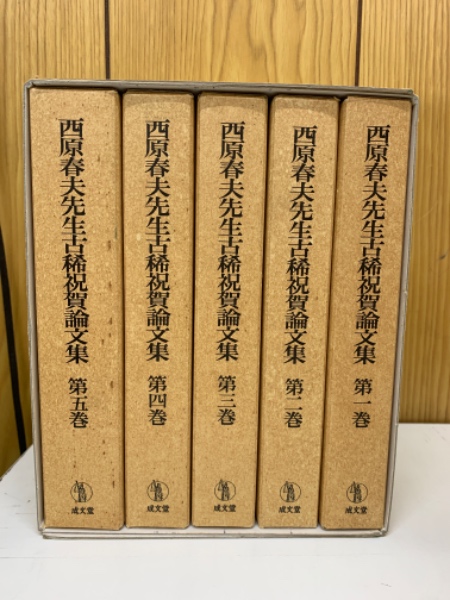 西原春夫先生古稀祝賀論文集 第一巻
成文堂
西原春夫先生古稀祝賀論文集 第二巻
成文堂
西原春夫先生古稀祝賀論文集 第三巻
成文堂
西原春夫先生古稀祝賀論文集 第四巻
成文堂
西原春夫先生古稀祝賀論文集 第五巻
成文堂